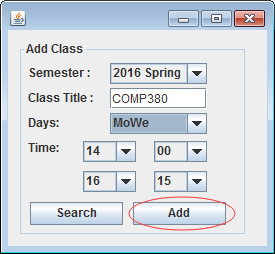 Add Class
Semester : 2016 Spring
Class Title : COMP380
Days: MoWe
Time: 14 00
16 15
Search Add